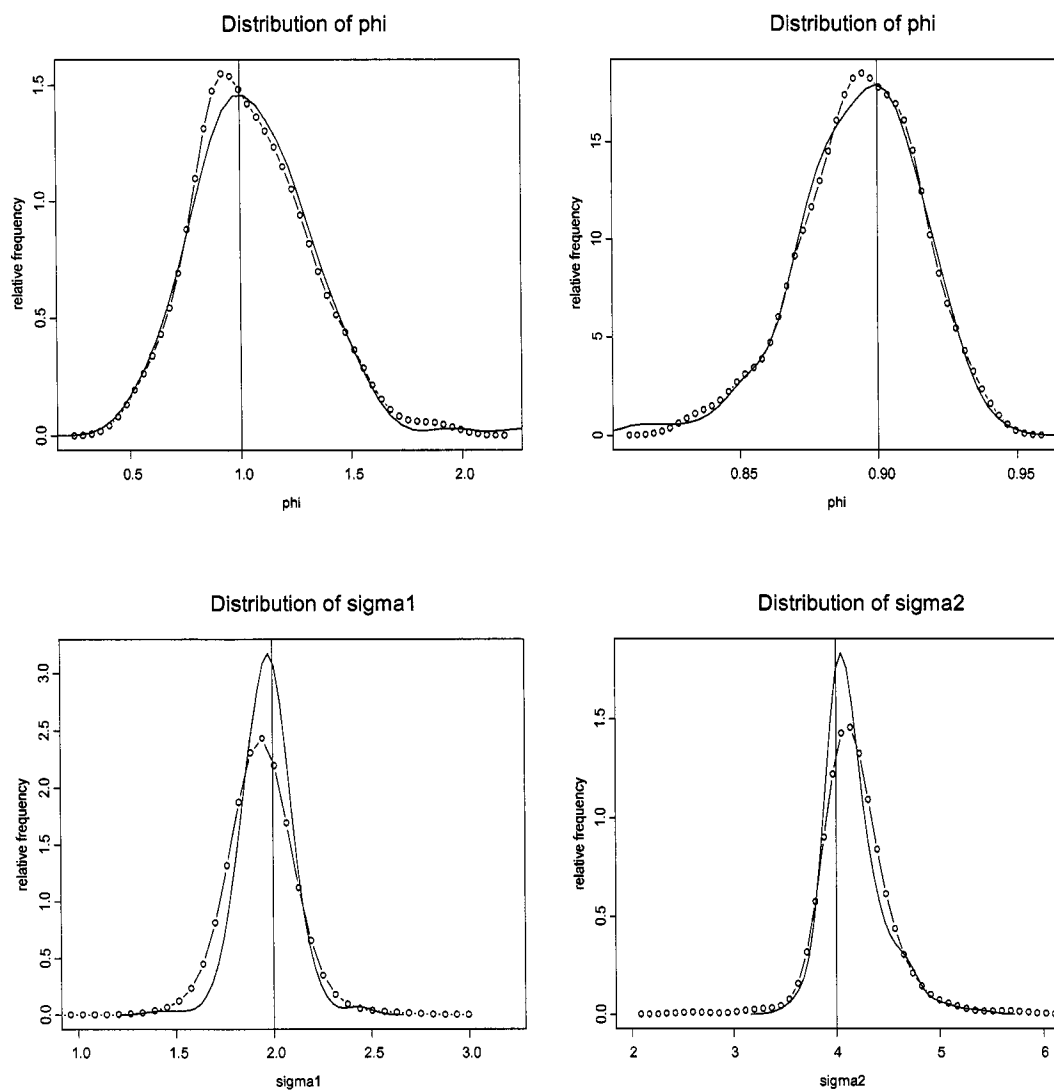 Distribution of phi
relative frequency
0.0 0.5 1.0 1.5
0.5 1.0 1.5 2.0
phi
Distribution of phi
relative frequency
0 5 10 15
0.85 0.90 0.95
phi
Distribution of sigma1
relative frequency
0.0 0.5 1.0 1.5 2.0 2.5 3.0
1.0 1.5 2.0 2.5 3.0
sigma1
Distribution of sigma2
relative frequency
0.0 0.5 1.0 1.5
2 3 4 5 6
sigma2